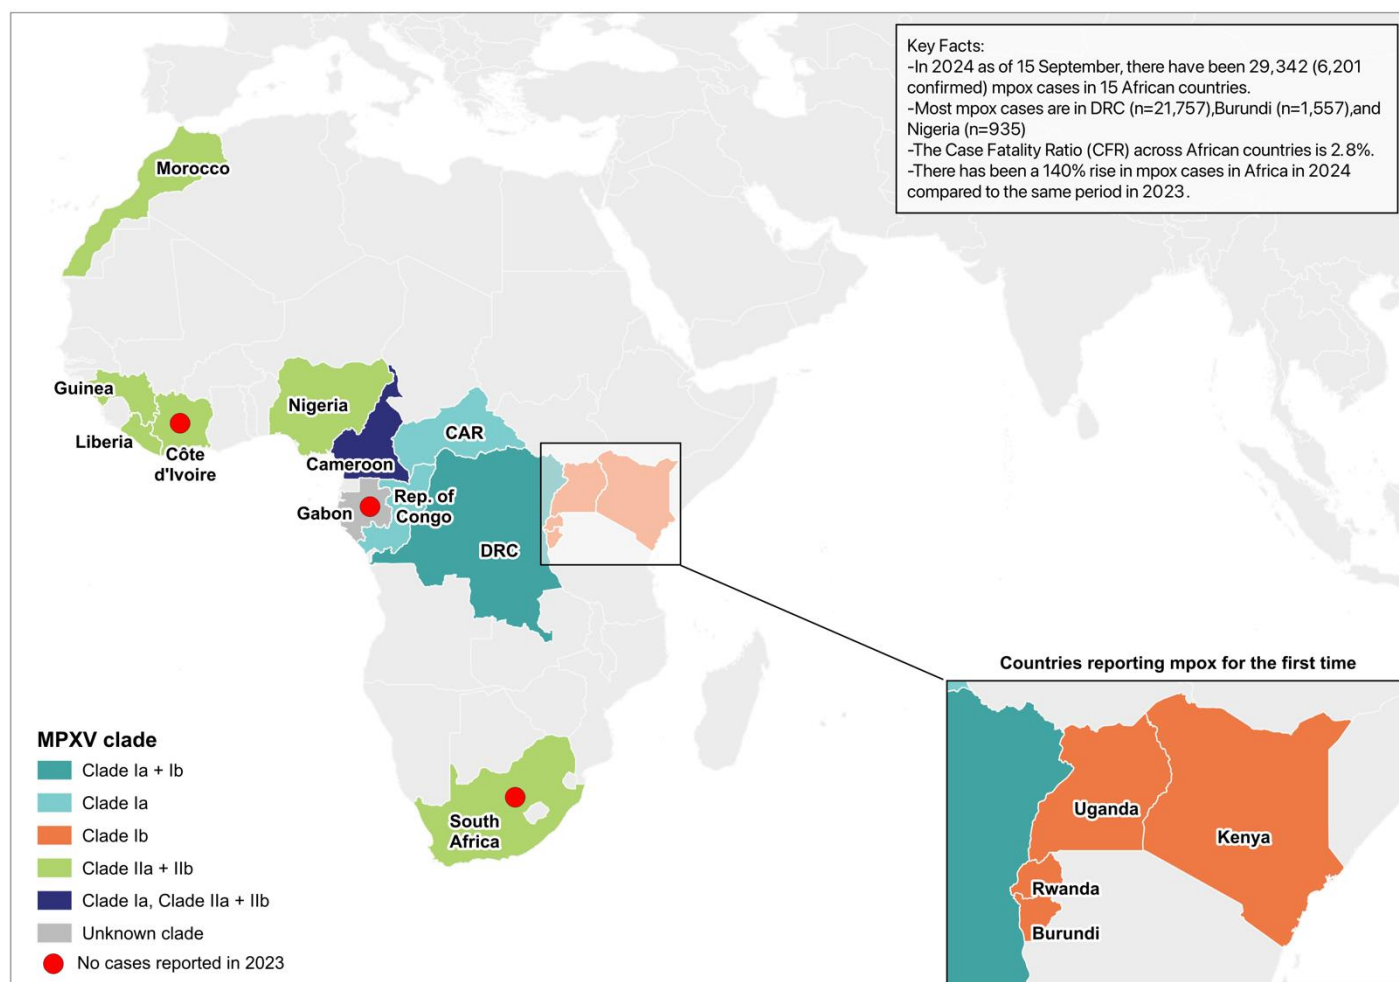 Key Facts:
-In 2024 as of 15 September, there have been 29,342 (6,201
confirmed) mpox cases in 15 African countries.
-Most mpox cases are in DRC (n=21,757),Burundi (n=1,557),and
Nigeria (n=935)
-The Case Fatality Ratio (CFR) across African countries is 2.8%.
-There has been a 140% rise in mpox cases in Africa in 2024
compared to the same period in 2023.
Morocco
Guinea
Liberia
Côte
d'Ivoire
Nigeria
Cameroon
CAR
Gabon
Rep. of
Congo
DRC
South
Africa
Countries reporting mpox for the first time
Uganda
Kenya
Rwanda
Burundi
MPXV clade
Clade Ia + Ib
Clade Ia
Clade Ib
Clade IIa + IIb
Clade Ia, Clade IIa + IIb
Unknown clade
No cases reported in 2023